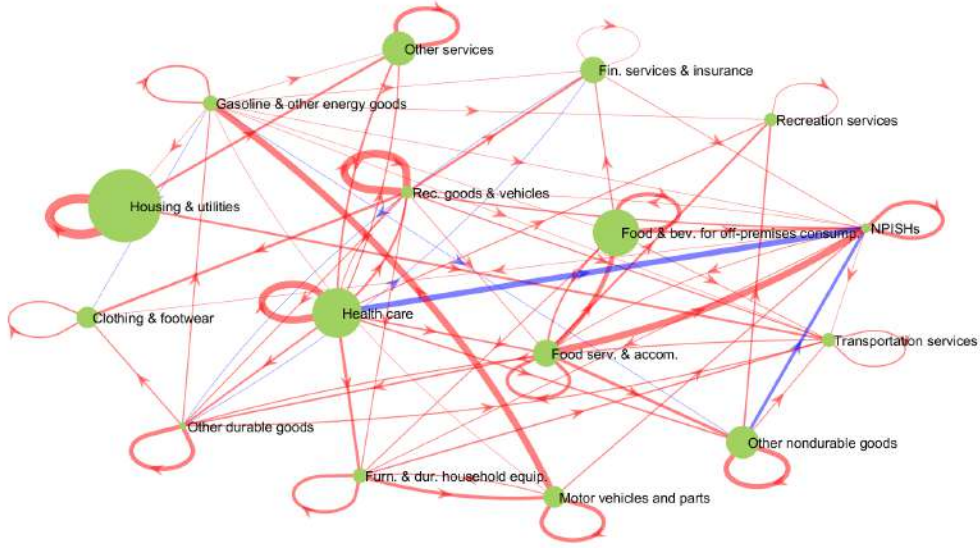 Other services
Fin. services & insurance
Gasoline & other energy goods
Recreation services
Rec. goods & vehicles
Housing & utilities
Food & bev. for off-premises consump.
NPISHs
Health care
Clothing & footwear
Transportation services
Food serv. & accom.
Other durable goods
Other nondurable goods
Furn. & dur. household equip.
Motor vehicles and parts